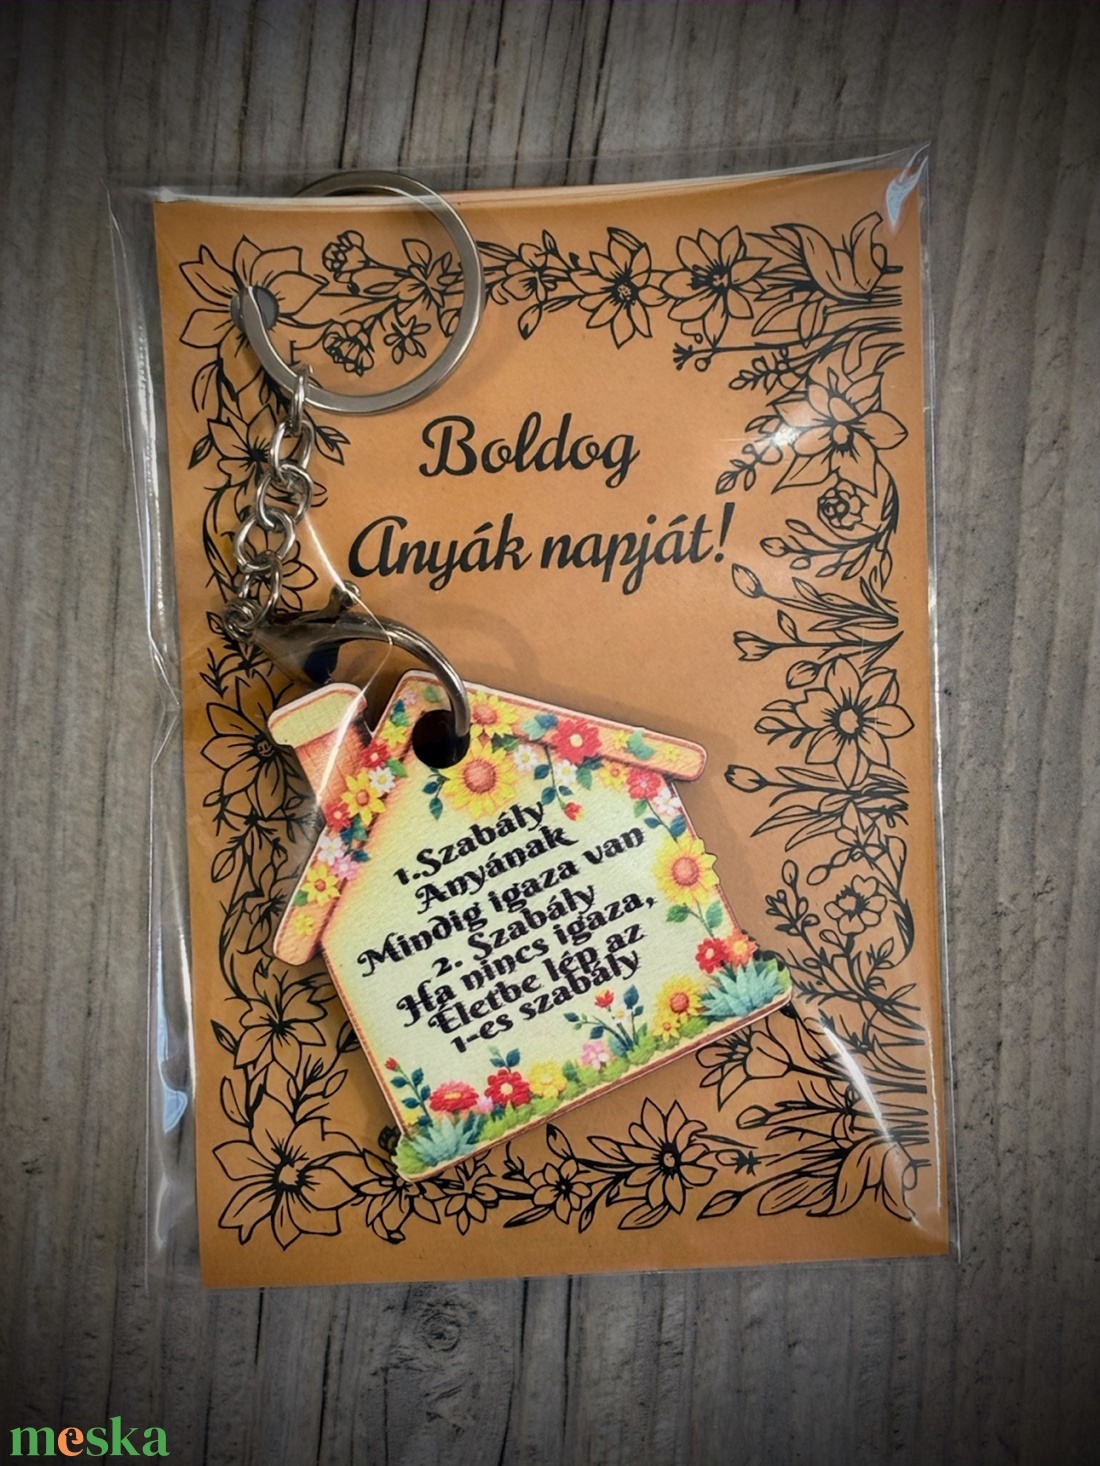 Boldog
Anyák napját!
1.Szabály
Anyának
Mindig igaza van
2. Szabály
Ha nincs igaza,
Életbe lép az
1-es szabály
meska